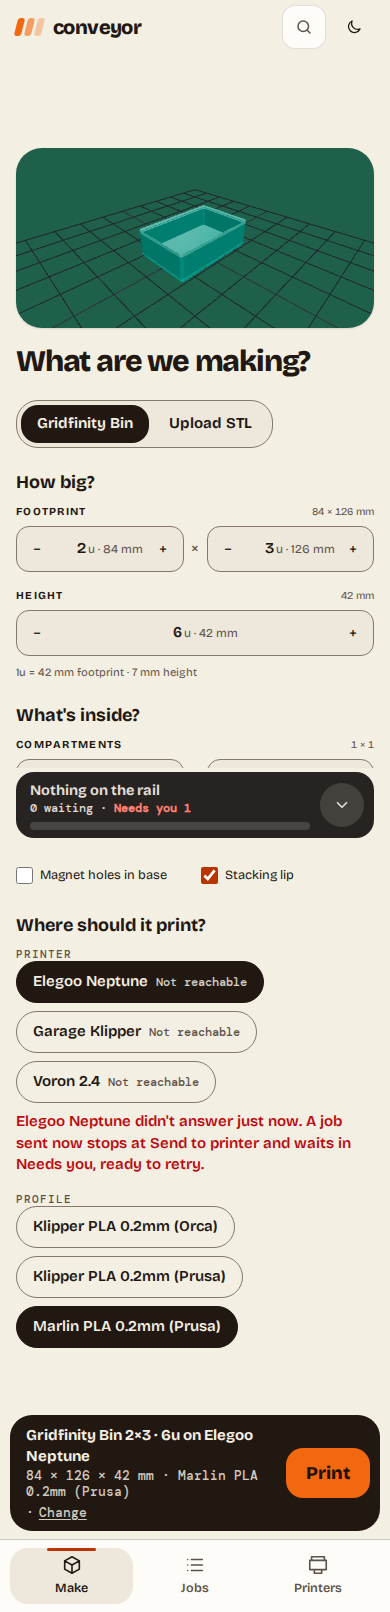 conveyor
What are we making?
Gridfinity Bin Upload STL
How big?
FOOTPRINT 84 × 126 mm
− 2 u · 84 mm + × − 3 u · 126 mm +
HEIGHT 42 mm
− 6 u · 42 mm +
1u = 42 mm footprint · 7 mm height
What's inside?
COMPARTMENTS 1 × 1
Nothing on the rail
0 waiting · Needs you 1
Magnet holes in base Stacking lip
Where should it print?
PRINTER
Elegoo Neptune Not reachable
Garage Klipper Not reachable
Voron 2.4 Not reachable
Elegoo Neptune didn't answer just now. A job
sent now stops at Send to printer and waits in
Needs you, ready to retry.
PROFILE
Klipper PLA 0.2mm (Orca)
Klipper PLA 0.2mm (Prusa)
Marlin PLA 0.2mm (Prusa)
Gridfinity Bin 2×3 · 6u on Elegoo
Neptune
84 × 126 × 42 mm · Marlin PLA
0.2mm (Prusa)
· Change
Print
Make Jobs Printers